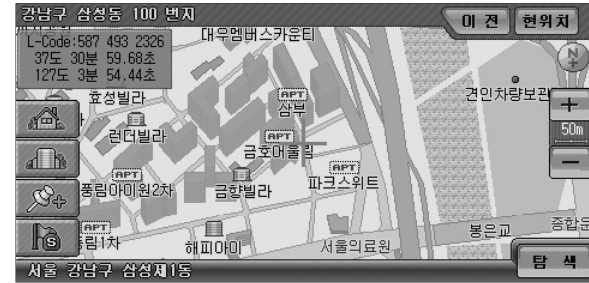 강남구 삼성동 100 번지
이 전
현위치
L-Code:587 493 2326
37도 30분 59.68초
127도 3분 54.44초
대우멤버스카운티
N
효성빌라
APT
삼부
견인차량보관
런더빌라
APT
금호어울림
50m
APT
풍림아이원2차
금향빌라
APT
파크스위트
APT
림1차
해피아이
서울의료원
봉은교
종합운
S
서울 강남구 삼성제1동
탐 색